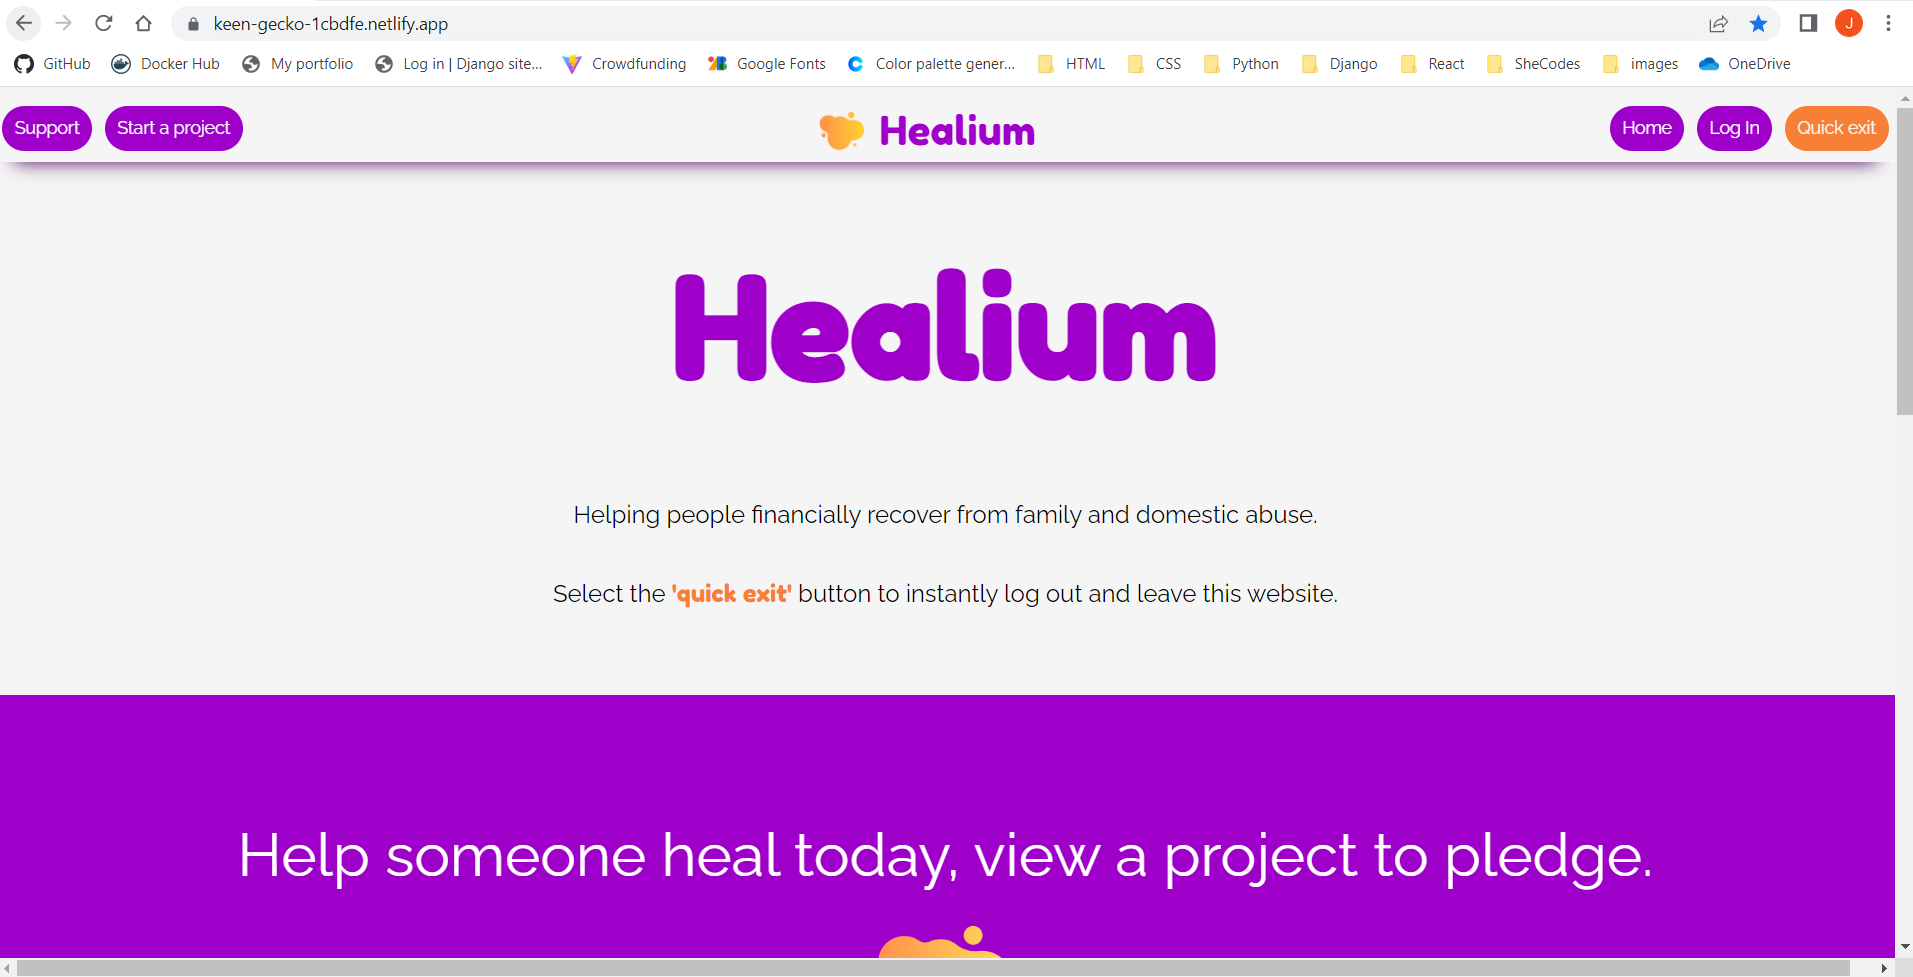 keen-gecko-1cbdfe.netlify.app
J
GitHub Docker Hub My portfolio Log in | Django site... Crowdfunding Google Fonts Color palette gener... HTML CSS Python Django React SheCodes images OneDrive
Support Start a project Healium Home Log In Quick exit
Healium
Helping people financially recover from family and domestic abuse.
Select the 'quick exit' button to instantly log out and leave this website.
Help someone heal today, view a project to pledge.